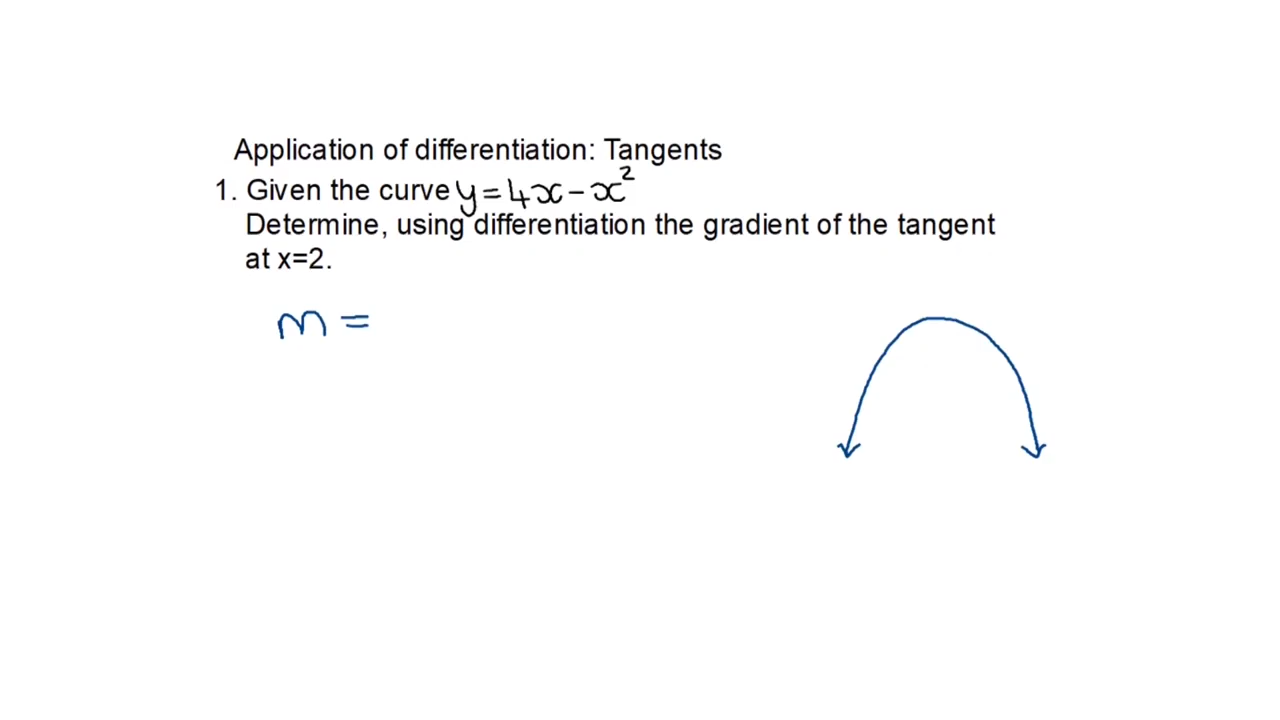 Application of differentiation: Tangents
1. Given the curve y=4x-x²
Determine, using differentiation the gradient of the tangent
at x=2.
m =